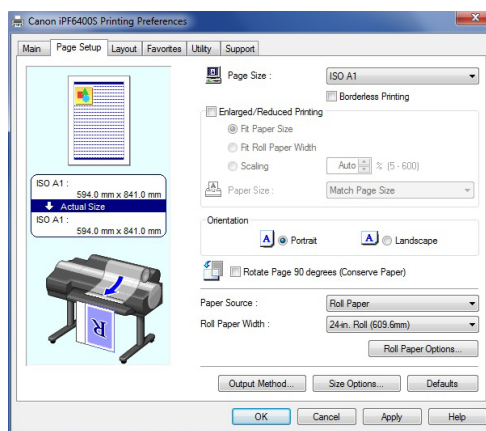 Canon iPF6400S Printing Preferences
Main Page Setup Layout Favorites Utility Support
Page Size : ISO A1
Borderless Printing
Enlarged/Reduced Printing
Fit Paper Size
Fit Roll Paper Width
Scaling Auto % (5 - 600)
Paper Size : Match Page Size
ISO A1 :
594.0 mm x 841.0 mm
Actual Size
ISO A1 :
594.0 mm x 841.0 mm
Orientation
A Portrait A Landscape
Rotate Page 90 degrees (Conserve Paper)
Paper Source : Roll Paper
Roll Paper Width : 24-in. Roll (609.6mm)
Roll Paper Options...
R
Output Method... Size Options... Defaults
OK Cancel Apply Help